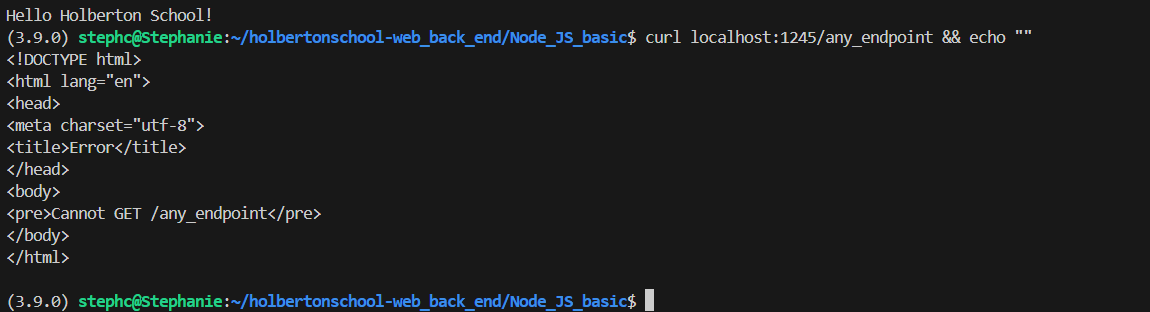 Hello Holberton School!
(3.9.0) stephc@Stephanie:~/holbertonschool-web_back_end/Node_JS_basic$ curl localhost:1245/any_endpoint && echo ""
<!DOCTYPE html>
<html lang="en">
<head>
<meta charset="utf-8">
<title>Error</title>
</head>
<body>
<pre>Cannot GET /any_endpoint</pre>
</body>
</html>
(3.9.0) stephc@Stephanie:~/holbertonschool-web_back_end/Node_JS_basic$